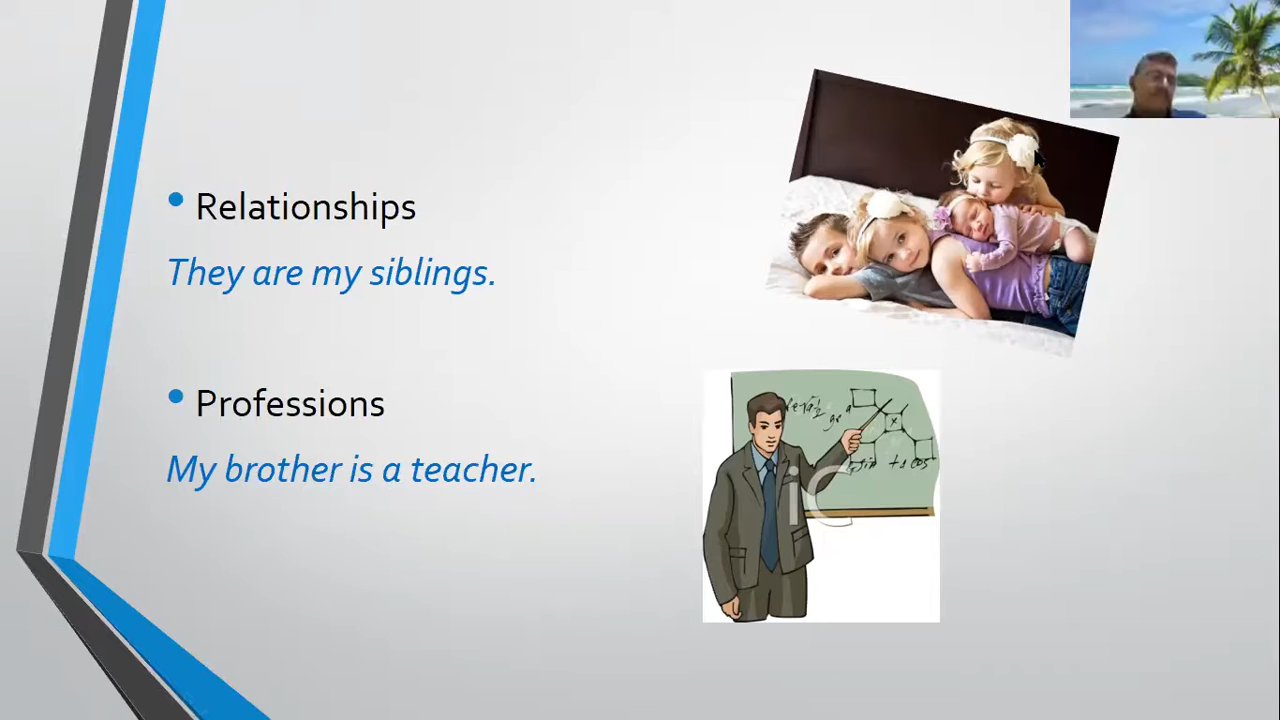 Relationships
They are my siblings.
Professions
My brother is a teacher.